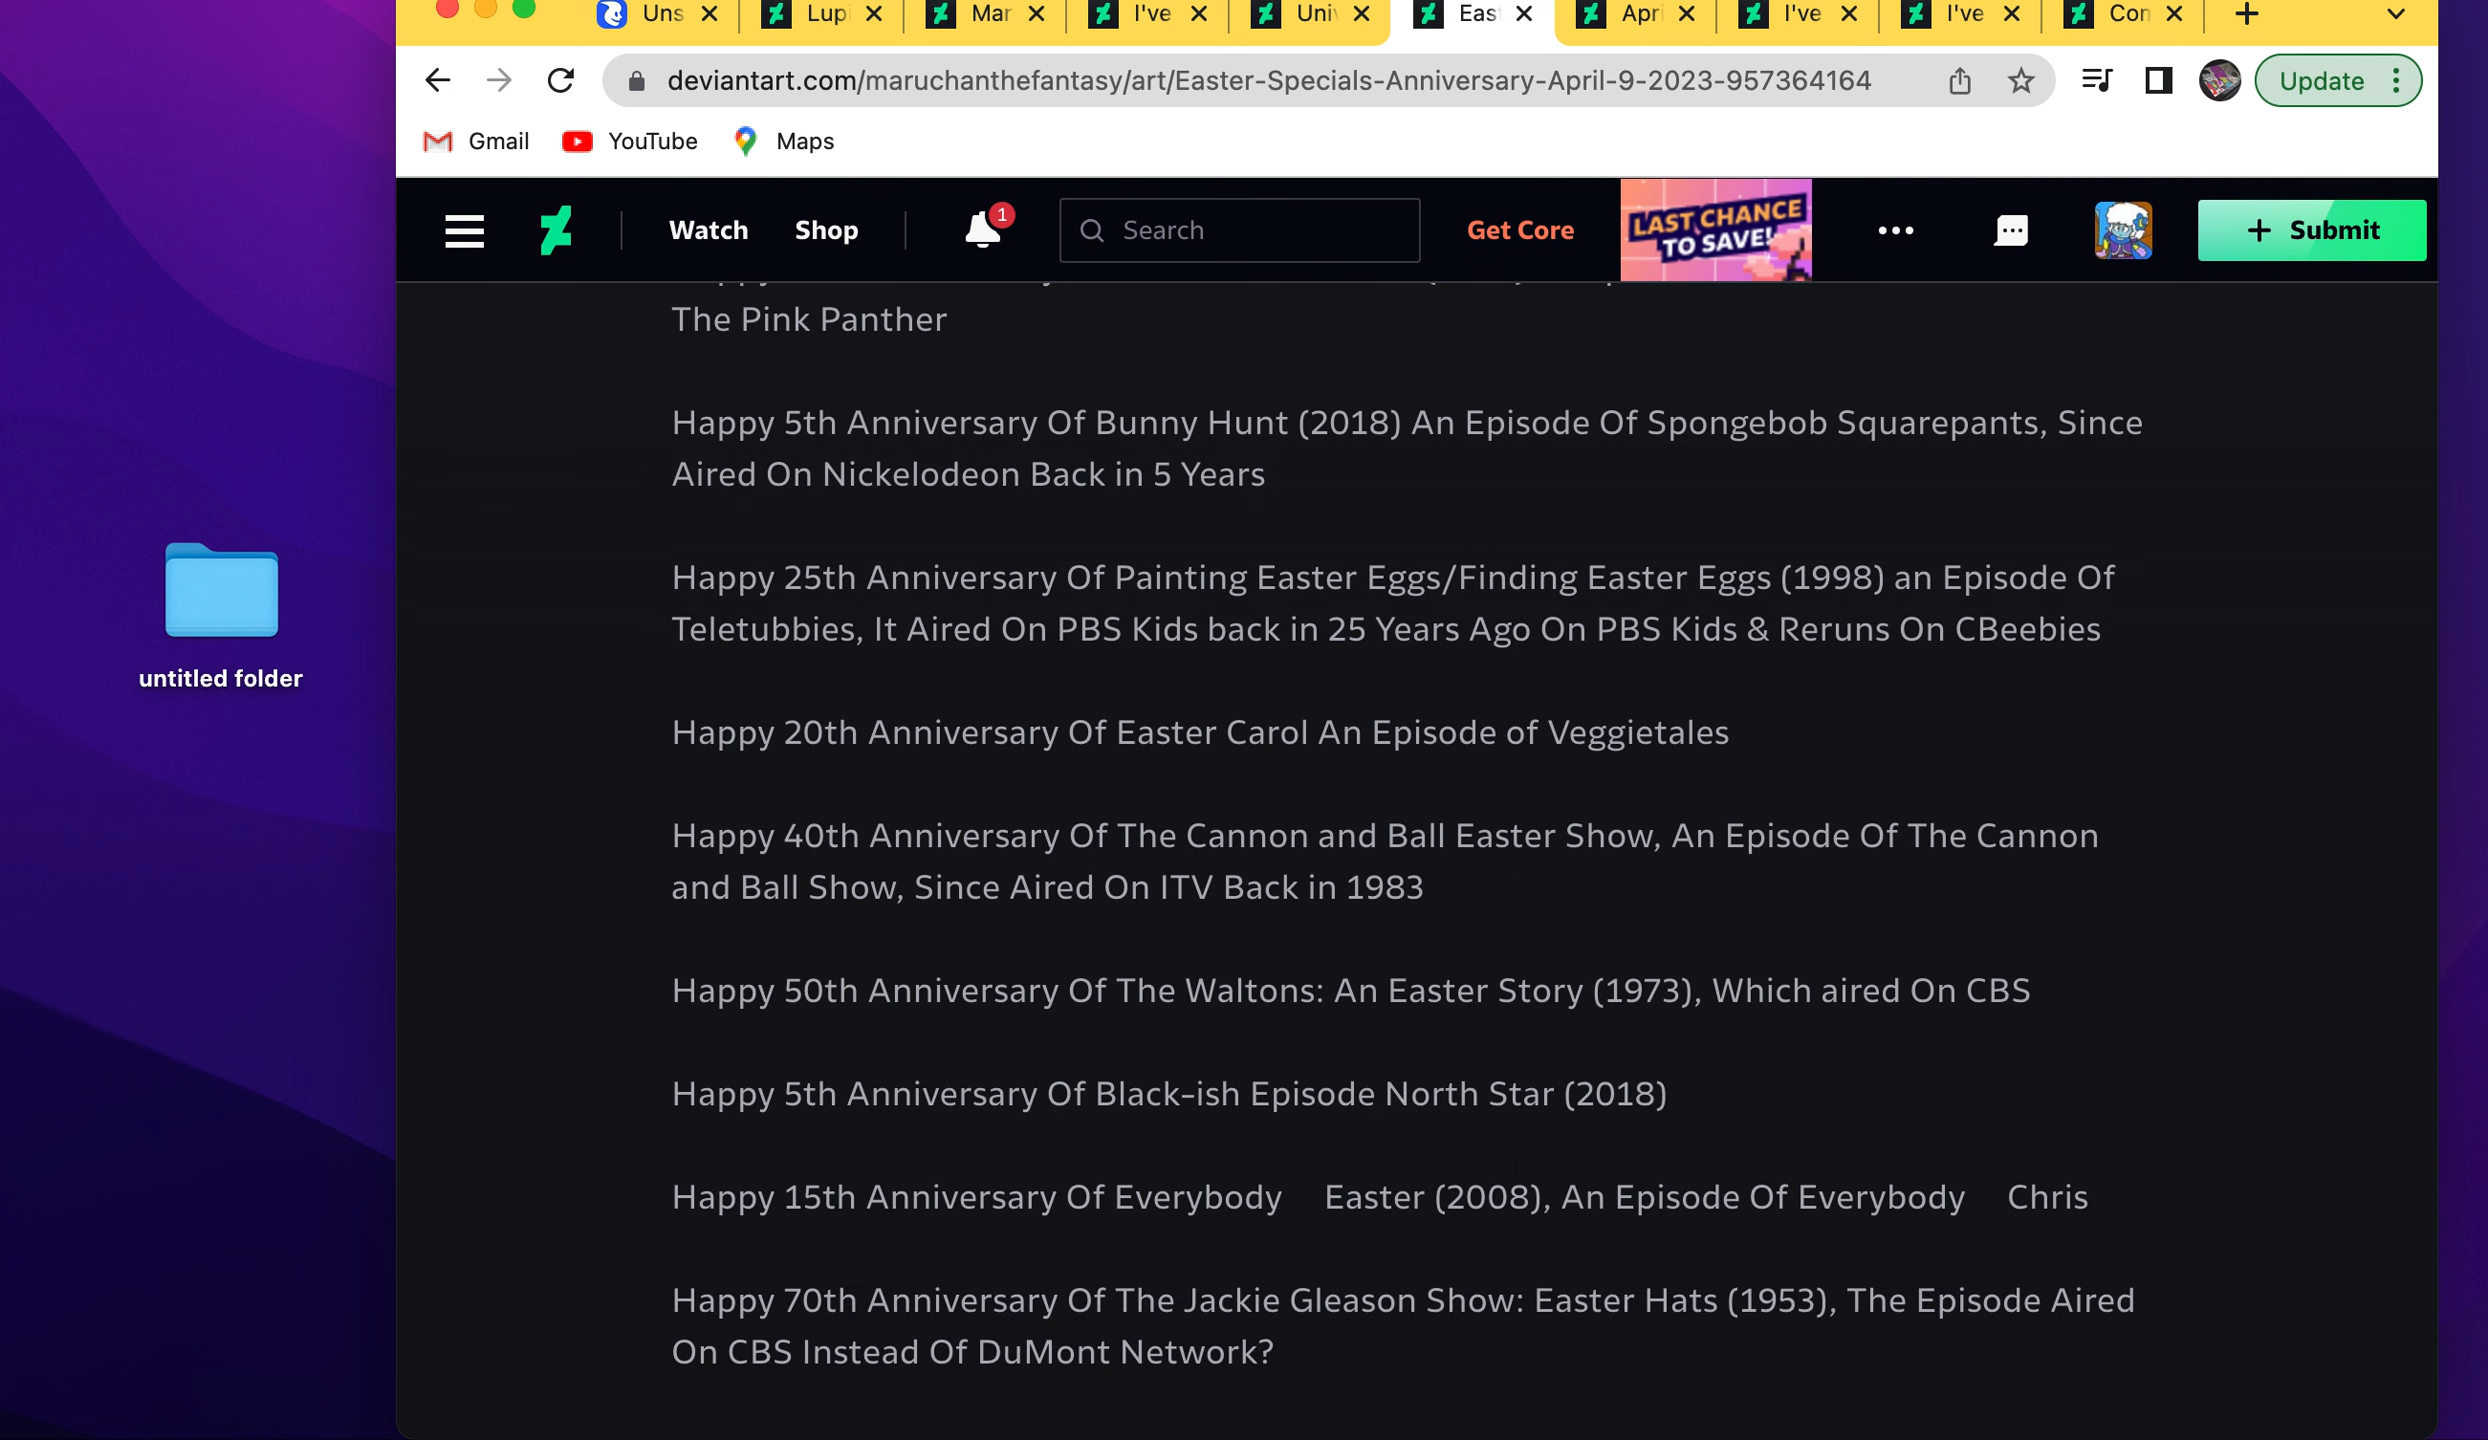 Uns
Lup
Mar
I've
Uni
Eas
Apri
I've
I've
Con
deviantart.com/maruchanthefantasy/art/Easter-Specials-Anniversary-April-9-2023-957364164
Update
Gmail
YouTube
Maps
Watch
Shop
1
Search
Get Core
LAST CHANCE
TO SAVE!
Submit
The Pink Panther
Happy 5th Anniversary Of Bunny Hunt (2018) An Episode Of Spongebob Squarepants, Since
Aired On Nickelodeon Back in 5 Years
Happy 25th Anniversary Of Painting Easter Eggs/Finding Easter Eggs (1998) an Episode Of
Teletubbies, It Aired On PBS Kids back in 25 Years Ago On PBS Kids & Reruns On CBeebies
untitled folder
Happy 20th Anniversary Of Easter Carol An Episode of Veggietales
Happy 40th Anniversary Of The Cannon and Ball Easter Show, An Episode Of The Cannon
and Ball Show, Since Aired On ITV Back in 1983
Happy 50th Anniversary Of The Waltons: An Easter Story (1973), Which aired On CBS
Happy 5th Anniversary Of Black-ish Episode North Star (2018)
Happy 15th Anniversary Of Everybody Easter (2008), An Episode Of Everybody Chris
Happy 70th Anniversary Of The Jackie Gleason Show: Easter Hats (1953), The Episode Aired
On CBS Instead Of DuMont Network?